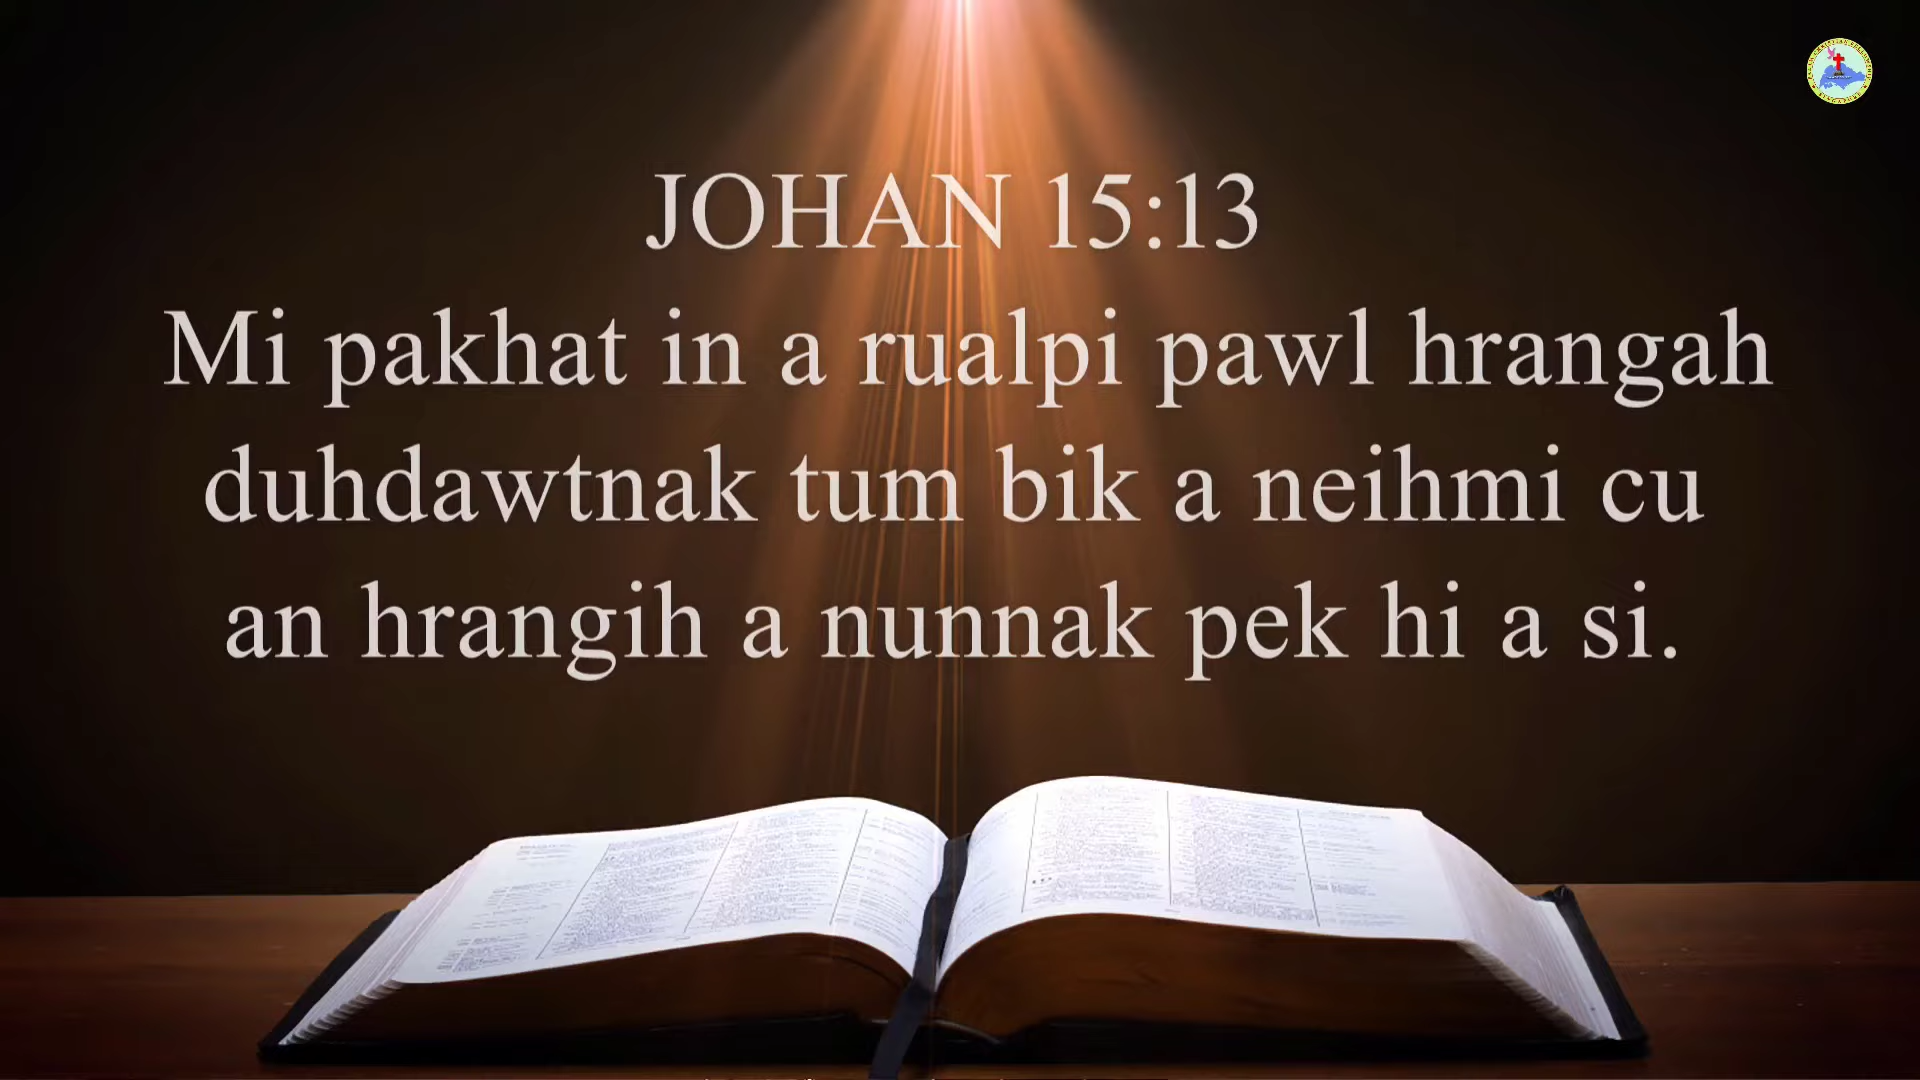 JOHAN 15:13
Mi pakhat in a rualpi pawl hrangah
duhdawtnak tum bik a neihmi cu
an hrangih a nunnak pek hi a si.